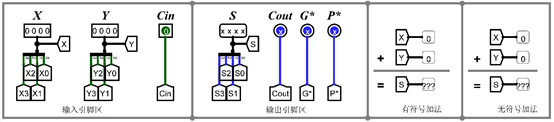 X Y Cin S Cout G* P*
0 0 0 0 0 0 0 0 0 x x x x x x x
X Y S
X2 X0 Y2 Y0 S2 S0
X3 X1 Y3 Y1 Cin S3 S1 Cout G* P*
输入引脚区 输出引脚区
X 0
+ Y 0
= S ???
有符号加法
X 0
+ Y 0
= S ???
无符号加法